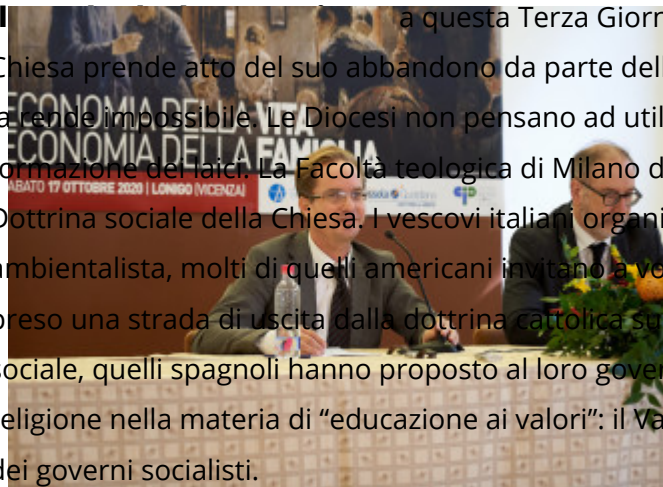 a questa Terza Giorn
Chiesa prende atto del suo abbandono da parte del
la rende impossibile. Le Diocesi non pensano ad util
formazione dei laici. La Facoltà teologica di Milano d
Dottrina sociale della Chiesa. I vescovi italiani organi
ambientalista, molti di quelli americani invitano a vo
preso una strada di uscita dalla dottrina cattolica su
sociale, quelli spagnoli hanno proposto al loro gover
religione nella materia di “educazione ai valori”: il Va
dei governi socialisti.
ECONOMIA DELLA VITA
ECONOMIA DELLA FAMIGLIA
SABATO 17 OTTOBRE 2020 | LONIGO (VICENZA)